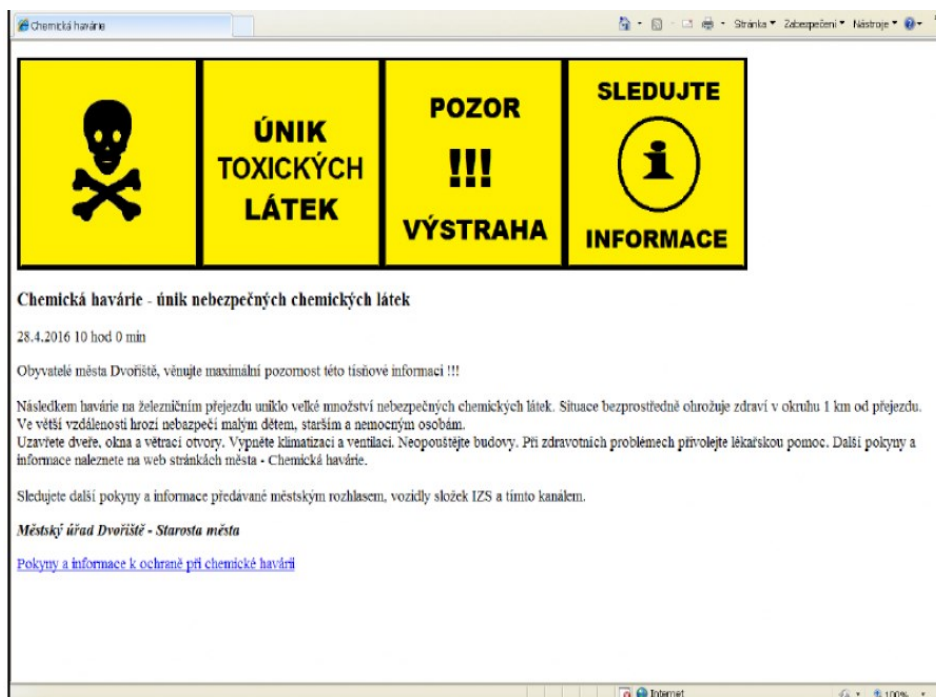 Chemická havárie
Stránka
Zabezpečení
Nástroje
ÚNIK
TOXICKÝCH
LÁTEK
POZOR
!!!
VÝSTRAHA
SLEDUJTE
i
INFORMACE
Chemická havárie - únik nebezpečných chemických látek
28.4.2016 10 hod 0 min
Obyvatelé města Dvořiště, věnujte maximální pozornost této tísňové informaci !!!
Následkem havárie na železničním přejezdu uniklo velké množství nebezpečných chemických látek. Situace bezprostředně ohrožuje zdraví v okruhu 1 km od přejezdu.
Ve větší vzdálenosti hrozí nebezpečí malým dětem, starším a nemocným osobám.
Uzavřete dveře, okna a větrací otvory. Vypněte klimatizaci a ventilaci. Neopouštějte budovy. Při zdravotních problémech přivolejte lékařskou pomoc. Další pokyny a
informace naleznete na web stránkách města - Chemická havárie.
Sledujete další pokyny a informace předávané městským rozhlasem, vozidly složek IZS a tímto kanálem.
Městský úřad Dvořiště - Starosta města
Pokyny a informace k ochraně při chemické havárii
Internet
100%